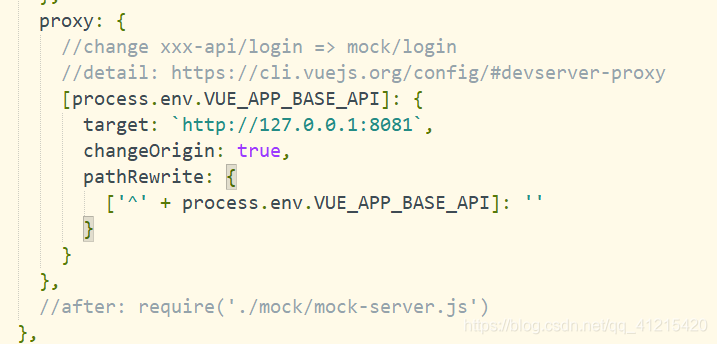 proxy: {
//change xxx-api/login => mock/login
//detail: https://cli.vuejs.org/config/#devserver-proxy
[process.env.VUE_APP_BASE_API]: {
target: `http://127.0.0.1:8081`,
changeOrigin: true,
pathRewrite: {
['^' + process.env.VUE_APP_BASE_API]: ''
}
}
},
//after: require('./mock/mock-server.js')
},
https://blog.csdn.net/qq_41215420